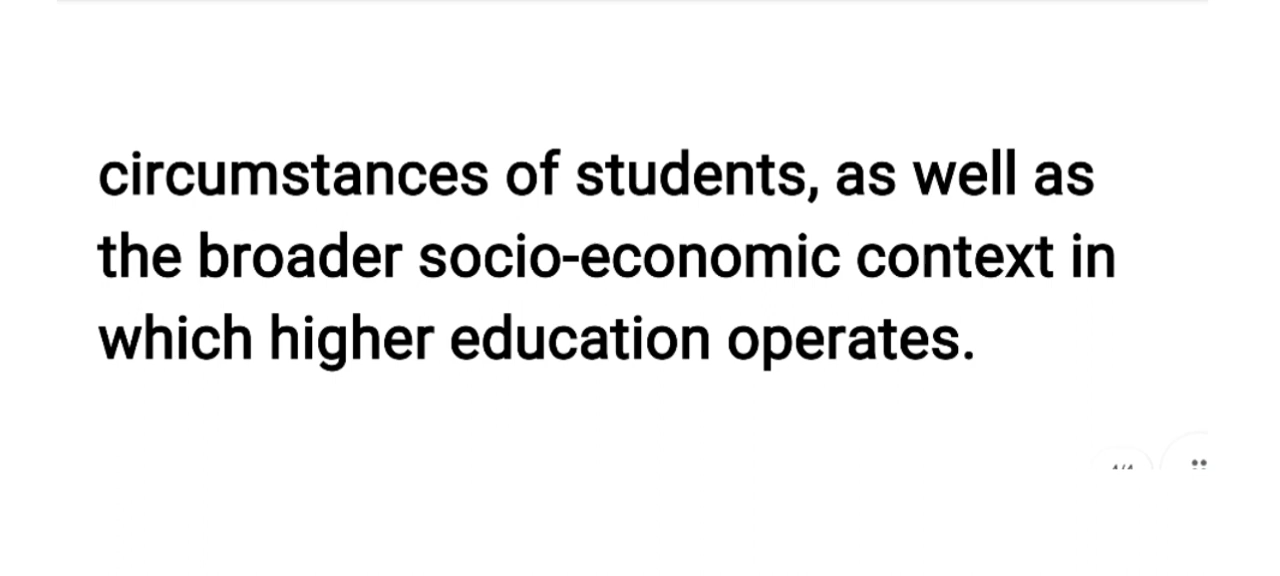 circumstances of students, as well as
the broader socio-economic context in
which higher education operates.